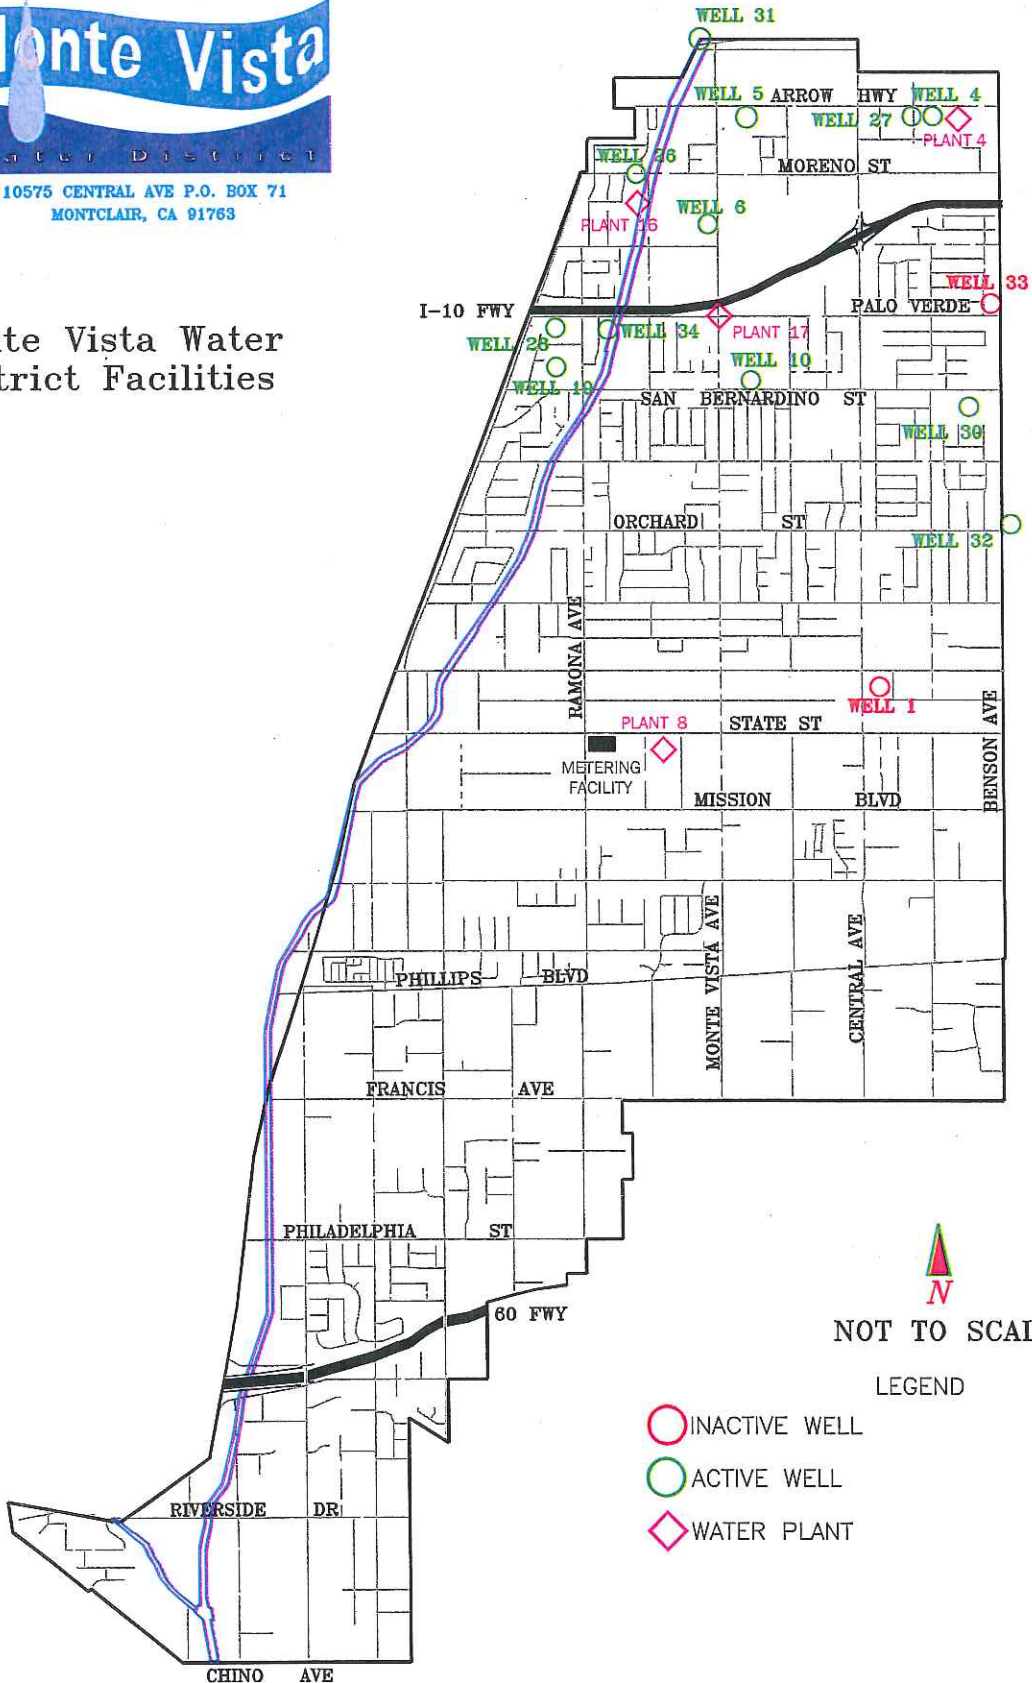 onte Vista
ater District
10575 CENTRAL AVE P.O. BOX 71
MONTCLAIR, CA 91763
nte Vista Water
trict Facilities
WELL 31
WELL 5
ARROW HWY
WELL 4
WELL 27
PLANT 4
WELL 26
MORENO ST
PLANT 16
WELL 6
WELL 33
I-10 FWY
PALO VERDE
WELL 28
WELL 34
PLANT 17
WELL 19
WELL 10
SAN BERNARDINO ST
WELL 30
ORCHARD ST
WELL 32
RAMONA AVE
WELL 1
PLANT 8
STATE ST
BENSON AVE
METERING
FACILITY
MISSION BLVD
MONTE VISTA AVE
CENTRAL AVE
PHILLIPS BLVD
FRANCIS AVE
PHILADELPHIA ST
60 FWY
N
NOT TO SCAL
LEGEND
INACTIVE WELL
ACTIVE WELL
WATER PLANT
RIVERSIDE DR
CHINO AVE